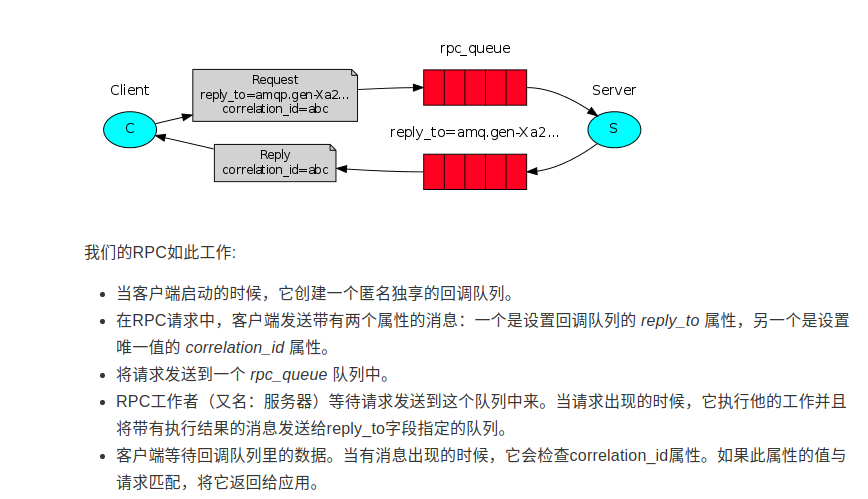 rpc_queue
Client
Request
reply_to=amqp.gen-Xa2...
correlation_id=abc
Server
C
S
reply_to=amq.gen-Xa2...
Reply
correlation_id=abc
我们的RPC如此工作:
当客户端启动的时候，它创建一个匿名独享的回调队列。
在RPC请求中，客户端发送带有两个属性的消息：一个是设置回调队列的 reply_to 属性，另一个是设置
唯一值的 correlation_id 属性。
将请求发送到一个 rpc_queue 队列中。
RPC工作者（又名：服务器）等待请求发送到这个队列中来。当请求出现的时候，它执行他的工作并且
将带有执行结果的消息发送给reply_to字段指定的队列。
客户端等待回调队列里的数据。当有消息出现的时候，它会检查correlation_id属性。如果此属性的值与
请求匹配，将它返回给应用。